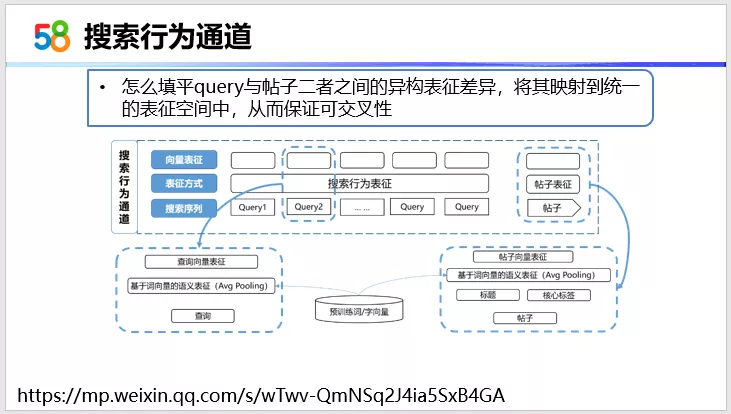 58 搜索行为通道
• 怎么填平query与帖子二者之间的异构表征差异，将其映射到统一
的表征空间中，从而保证可交叉性
搜索行为通道
向量表征
表征方式
搜索行为表征
帖子表征
搜索序列
Query1
Query2
... ...
Query
Query
帖子
查询向量表征
基于词向量的语义表征（Avg Pooling）
查询
预训练词/字向量
帖子向量表征
基于词向量的语义表征（Avg Pooling）
标题
核心标签
帖子
https://mp.weixin.qq.com/s/wTwv-QmNSq2J4ia5SxB4GA